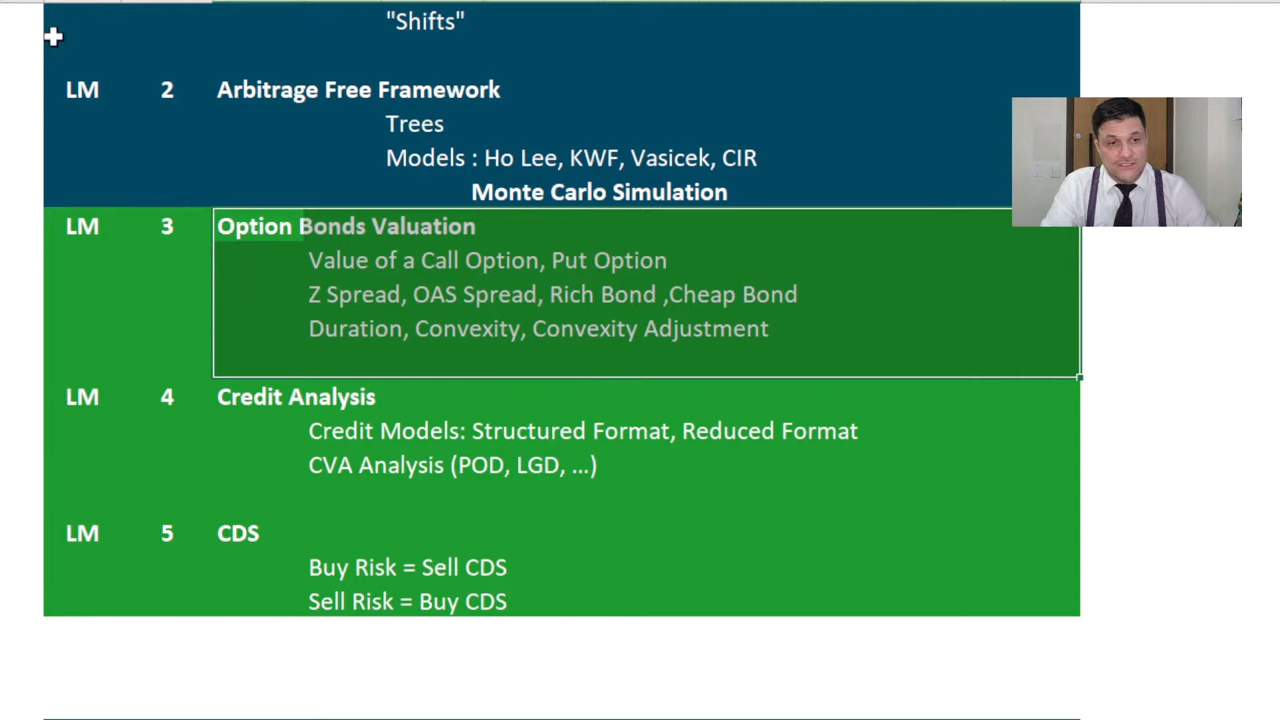 "Shifts"
LM 2 Arbitrage Free Framework
Trees
Models : Ho Lee, KWF, Vasicek, CIR
Monte Carlo Simulation
LM 3 Option Bonds Valuation
Value of a Call Option, Put Option
Z Spread, OAS Spread, Rich Bond ,Cheap Bond
Duration, Convexity, Convexity Adjustment
LM 4 Credit Analysis
Credit Models: Structured Format, Reduced Format
CVA Analysis (POD, LGD, ...)
LM 5 CDS
Buy Risk = Sell CDS
Sell Risk = Buy CDS